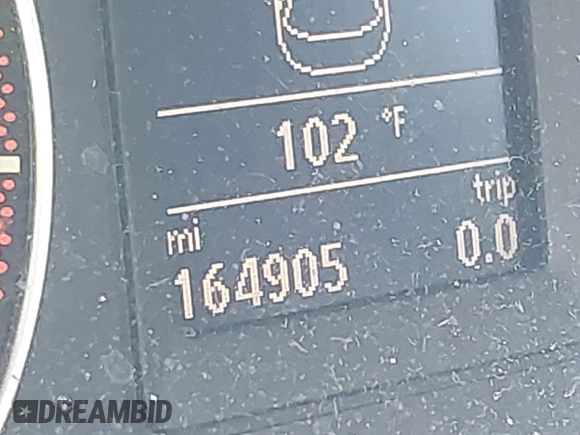 102 °F
mi trip
164905 0.0
DREAMBID